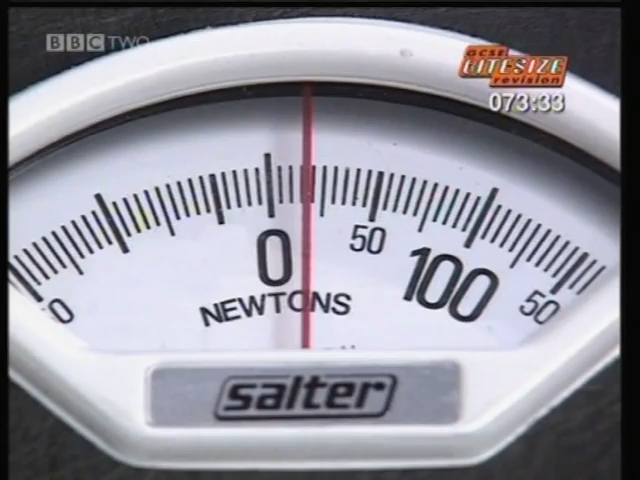 BBC TWO
GCSE
BITESIZE
revision
073:33
0
50
100
50
0
NEWTONS
salter